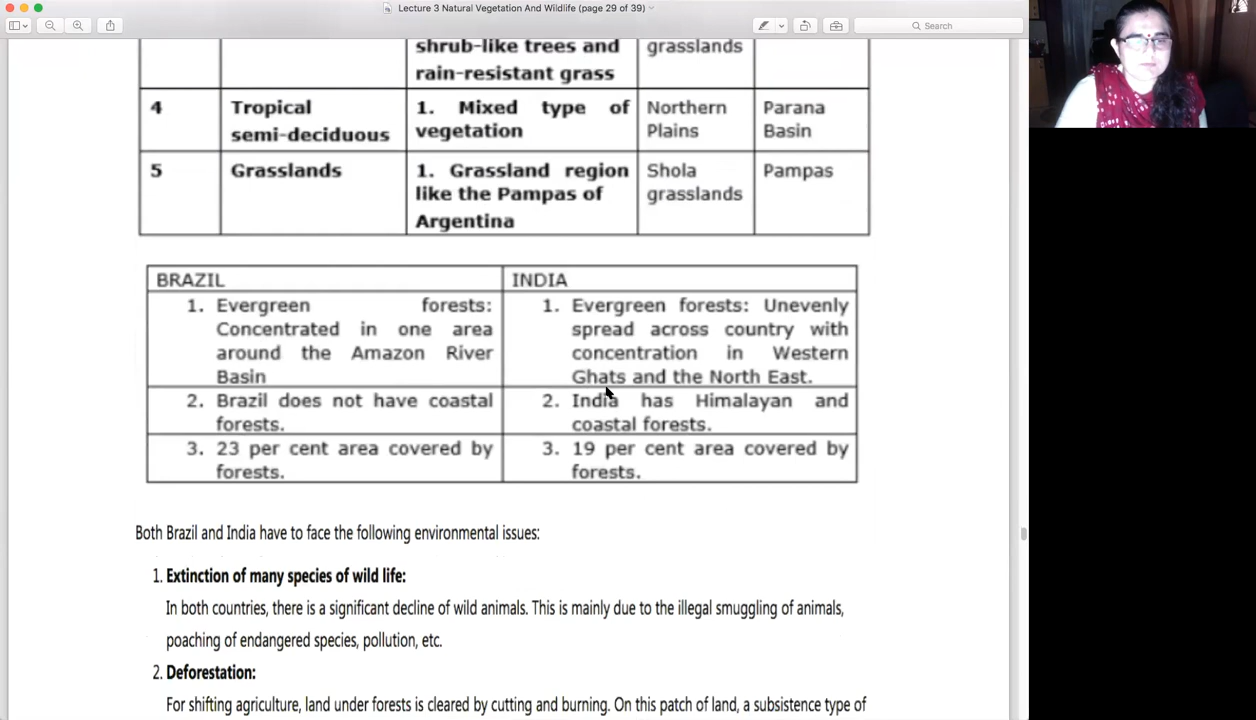 Lecture 3 Natural Vegetation And Wildlife (page 29 of 39)
Search
shrub-like trees and
rain-resistant grass
grasslands
4
Tropical
semi-deciduous
1. Mixed type of
vegetation
Northern
Plains
Parana
Basin
5
Grasslands
1. Grassland region
like the Pampas of
Argentina
Shola
grasslands
Pampas
BRAZIL
INDIA
1. Evergreen forests:
Concentrated in one area
around the Amazon River
Basin
1. Evergreen forests: Unevenly
spread across country with
concentration in Western
Ghats and the North East.
2. Brazil does not have coastal
forests.
2. India has Himalayan and
coastal forests.
3. 23 per cent area covered by
forests.
3. 19 per cent area covered by
forests.
Both Brazil and India have to face the following environmental issues:
1. Extinction of many species of wild life:
In both countries, there is a significant decline of wild animals. This is mainly due to the illegal smuggling of animals,
poaching of endangered species, pollution, etc.
2. Deforestation:
For shifting agriculture, land under forests is cleared by cutting and burning. On this patch of land, a subsistence type of